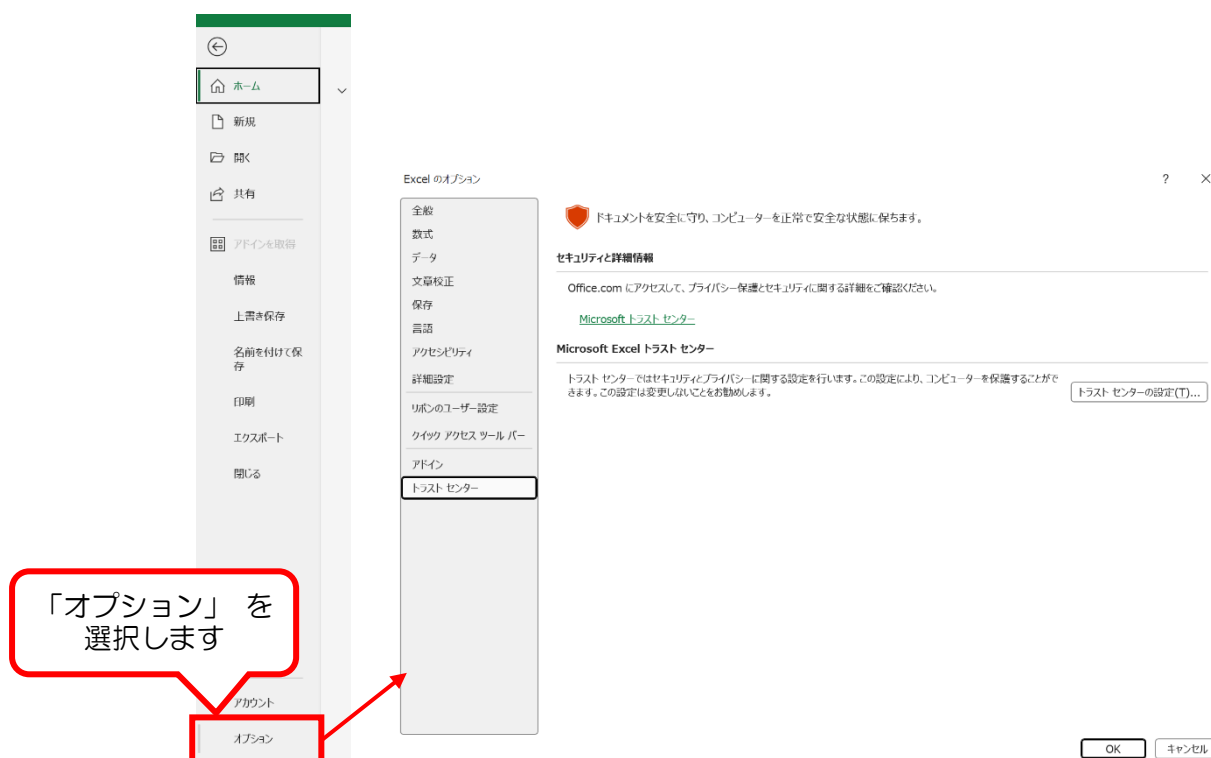 ホーム
新規
開く
共有
アドインを取得
情報
上書き保存
名前を付けて保
存
印刷
エクスポート
閉じる
「オプション」 を
選択します
アカウント
オプション
Excel のオプション
? ×
全般
数式
データ
文章校正
保存
言語
アクセシビリティ
詳細設定
リボンのユーザー設定
クイック アクセス ツール バー
アドイン
トラスト センター
ドキュメントを安全に守り、コンピューターを正常で安全な状態に保ちます。
セキュリティと詳細情報
Office.com にアクセスして、プライバシー保護とセキュリティに関する詳細をご確認ください。
Microsoft トラスト センター
Microsoft Excel トラスト センター
トラスト センターではセキュリティとプライバシーに関する設定を行います。この設定により、コンピューターを保護することがで
きます。この設定は変更しないことをお勧めします。
トラスト センターの設定(T)...
OK
キャンセル